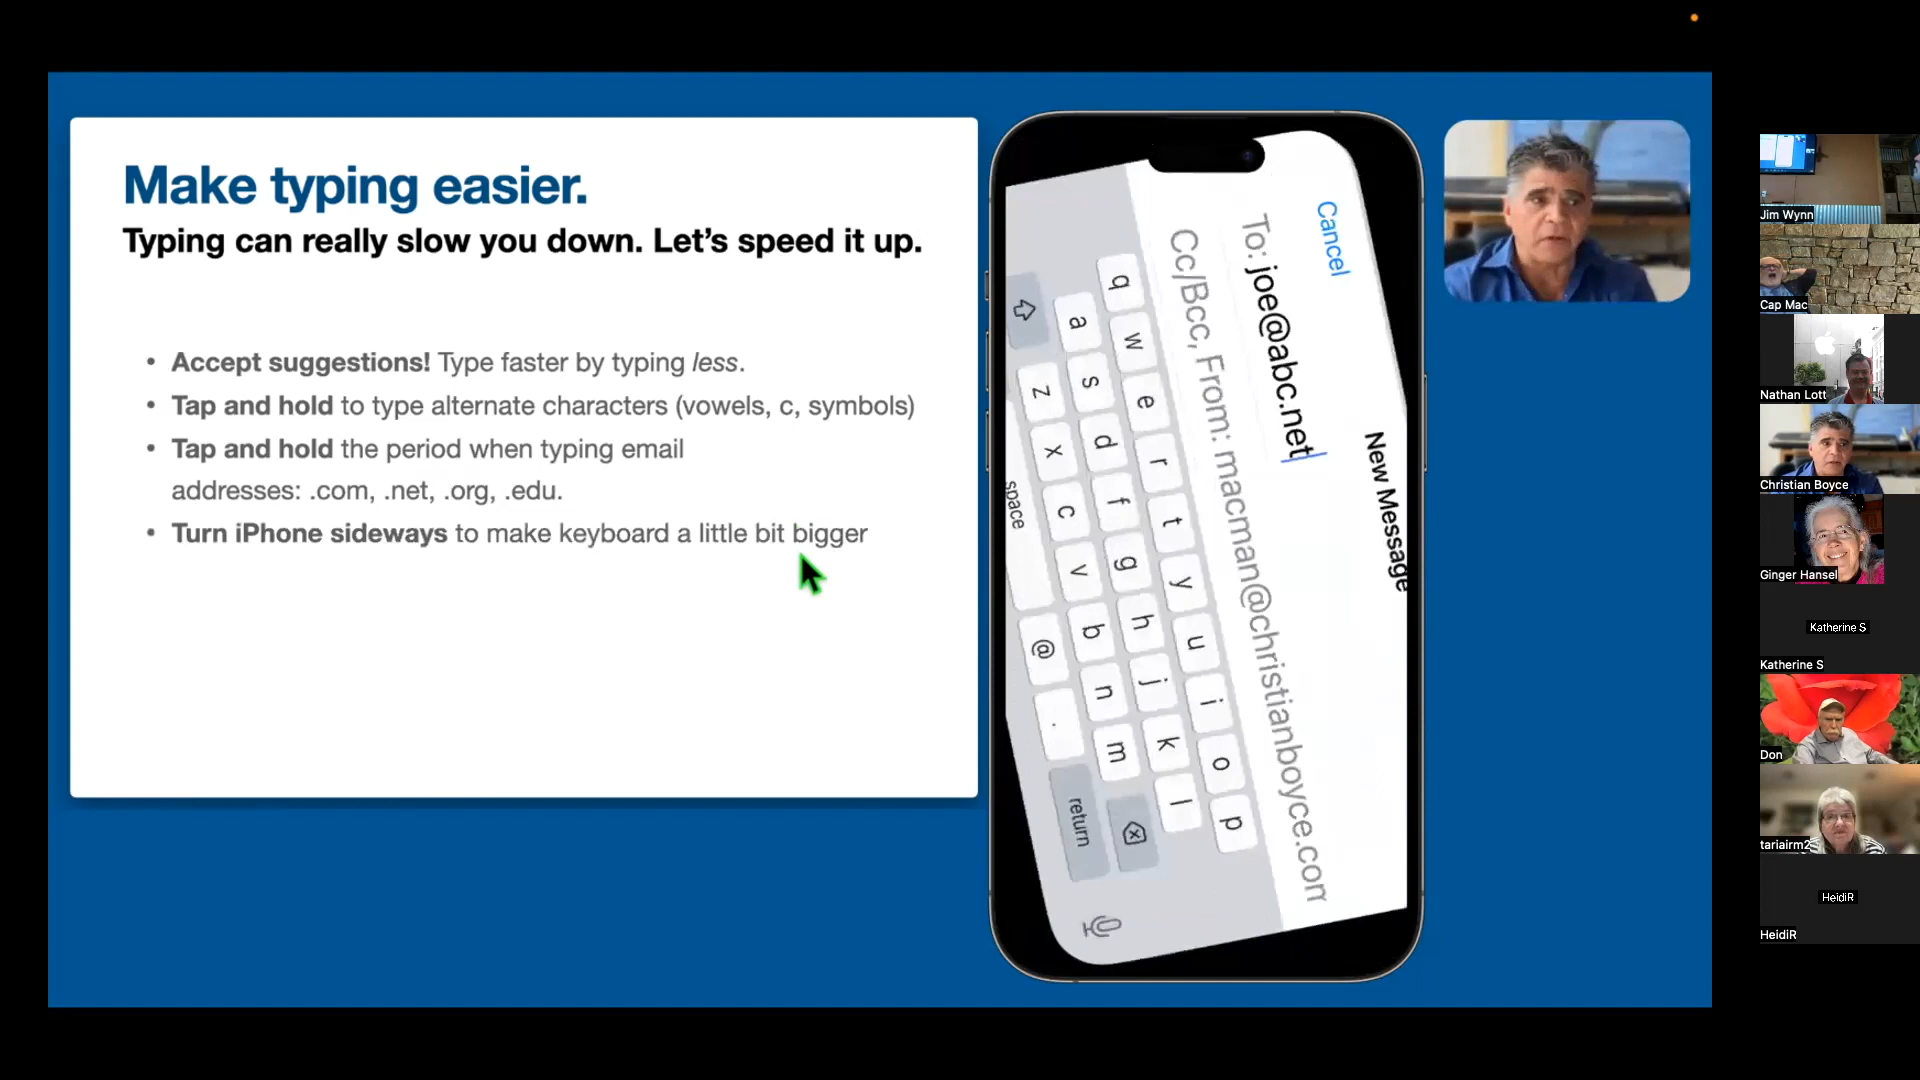 Make typing easier.
Typing can really slow you down. Let's speed it up.
• Accept suggestions! Type faster by typing less.
• Tap and hold to type alternate characters (vowels, c, symbols)
• Tap and hold the period when typing email
addresses: .com, .net, .org, .edu.
• Turn iPhone sideways to make keyboard a little bit bigger
Cancel
New Message
To: joe@abc.net
Cc/Bcc, From: macman@christianboyce.com
q w e r t y u i o p
a s d f g h j k l
z x c v b n m
space @ . return
Jim Wynn
Cap Mac
Nathan Lott
Christian Boyce
Ginger Hansel
Katherine S
Katherine S
Don
tariairm2
HeidiR
HeidiR